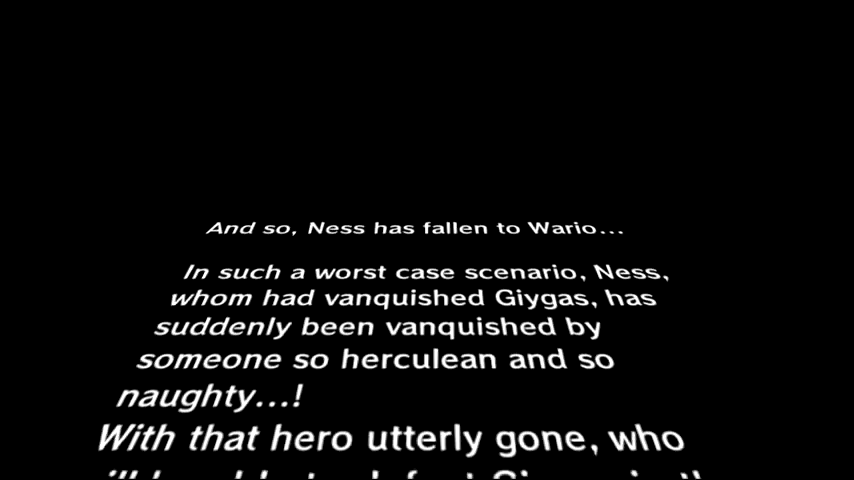 And so, Ness has fallen to Wario...
In such a worst case scenario, Ness,
whom had vanquished Giygas, has
suddenly been vanquished by
someone so herculean and so
naughty...!
With that hero utterly gone, who